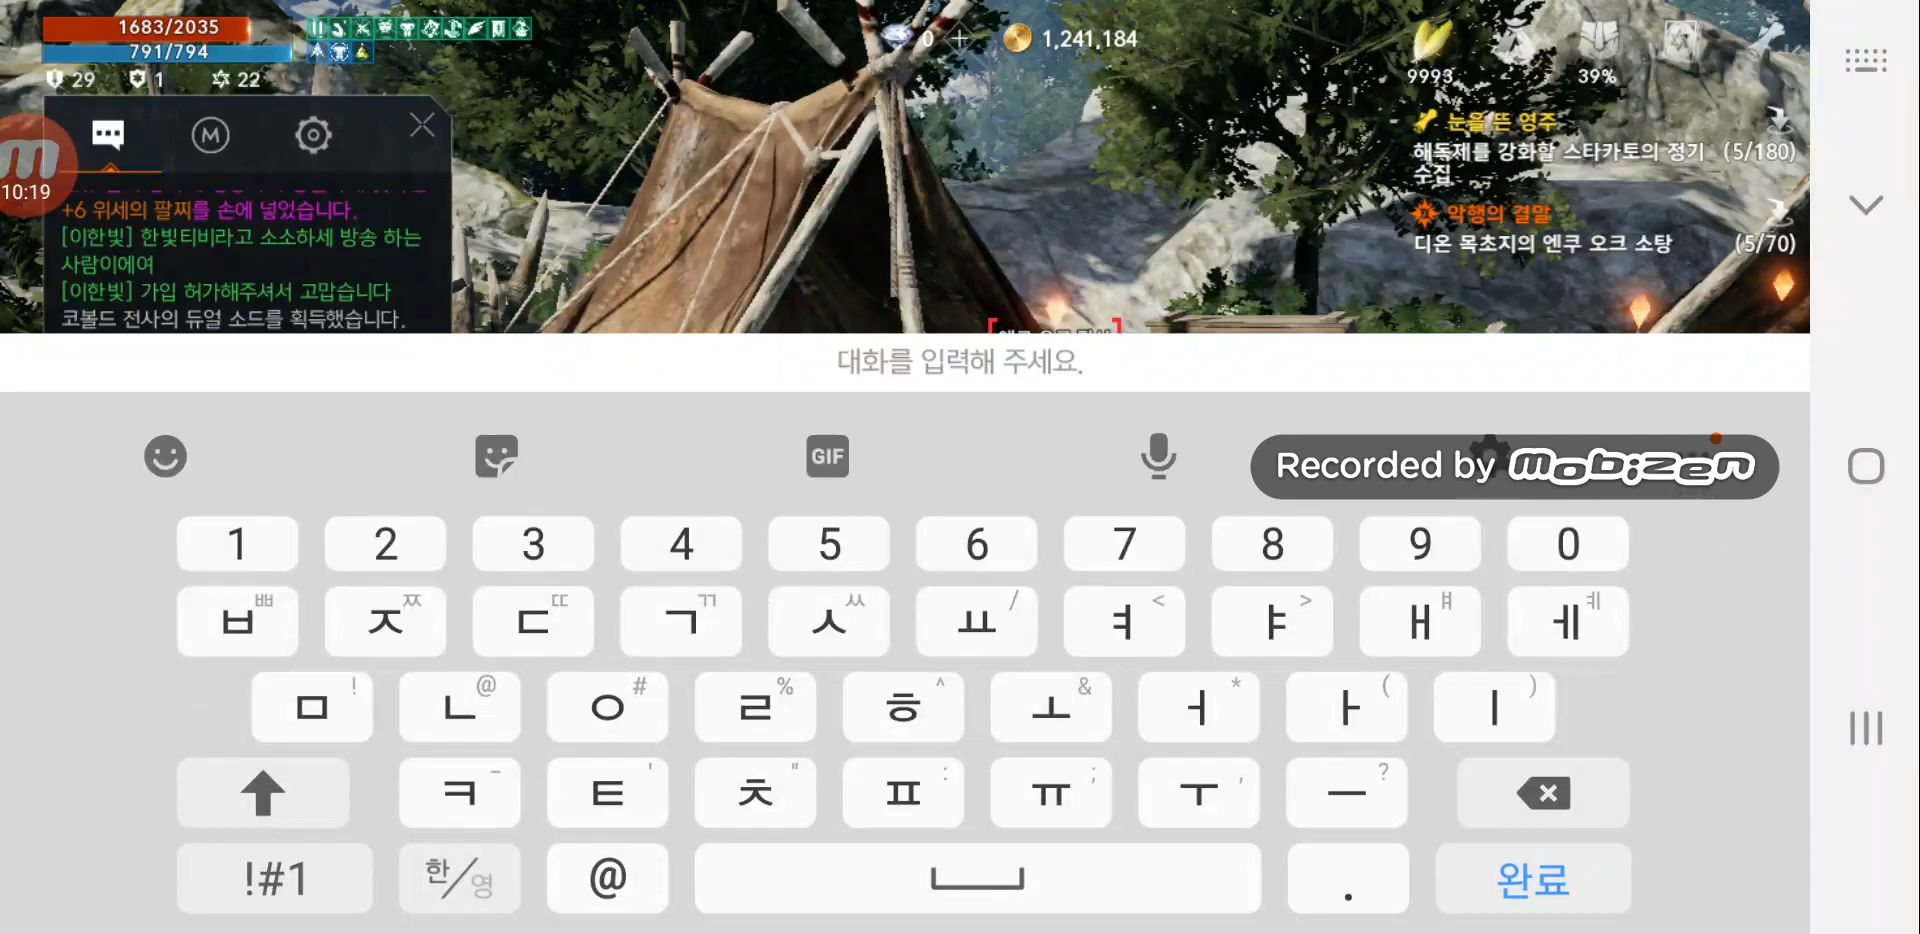 1683/2035
791/794
29 1 22
0 1,241,184
9993 39%
M
10:19
+6 위세의 팔찌를 손에 넣었습니다.
[이한빛] 한빛티비라고 소소하세 방송 하는
사람이에여
[이한빛] 가입 허가해주셔서 고맙습니다
코볼드 전사의 듀얼 소드를 획득했습니다.
눈을 뜬 영주
해독제를 강화할 스타카토의 정기 (5/180)
수집
악행의 결말
디온 목초지의 엔쿠 오크 소탕 (5/70)
대화를 입력해 주세요.
GIF
Recorded by mobizen
1 2 3 4 5 6 7 8 9 0
ㅂ ㅃ ㅈ ㅉ ㄷ ㄸ ㄱ ㄲ ㅅ ㅆ ㅛ / ㅕ < ㅑ > ㅐ ㅒ ㅔ ㅖ
ㅁ ! ㄴ @ ㅇ # ㄹ % ㅎ ^ ㅗ & ㅓ * ㅏ ( ㅣ )
ㅋ - ㅌ ' ㅊ " ㅍ : ㅠ ; ㅜ , ㅡ ?
!#1 한/영 @ . 완료